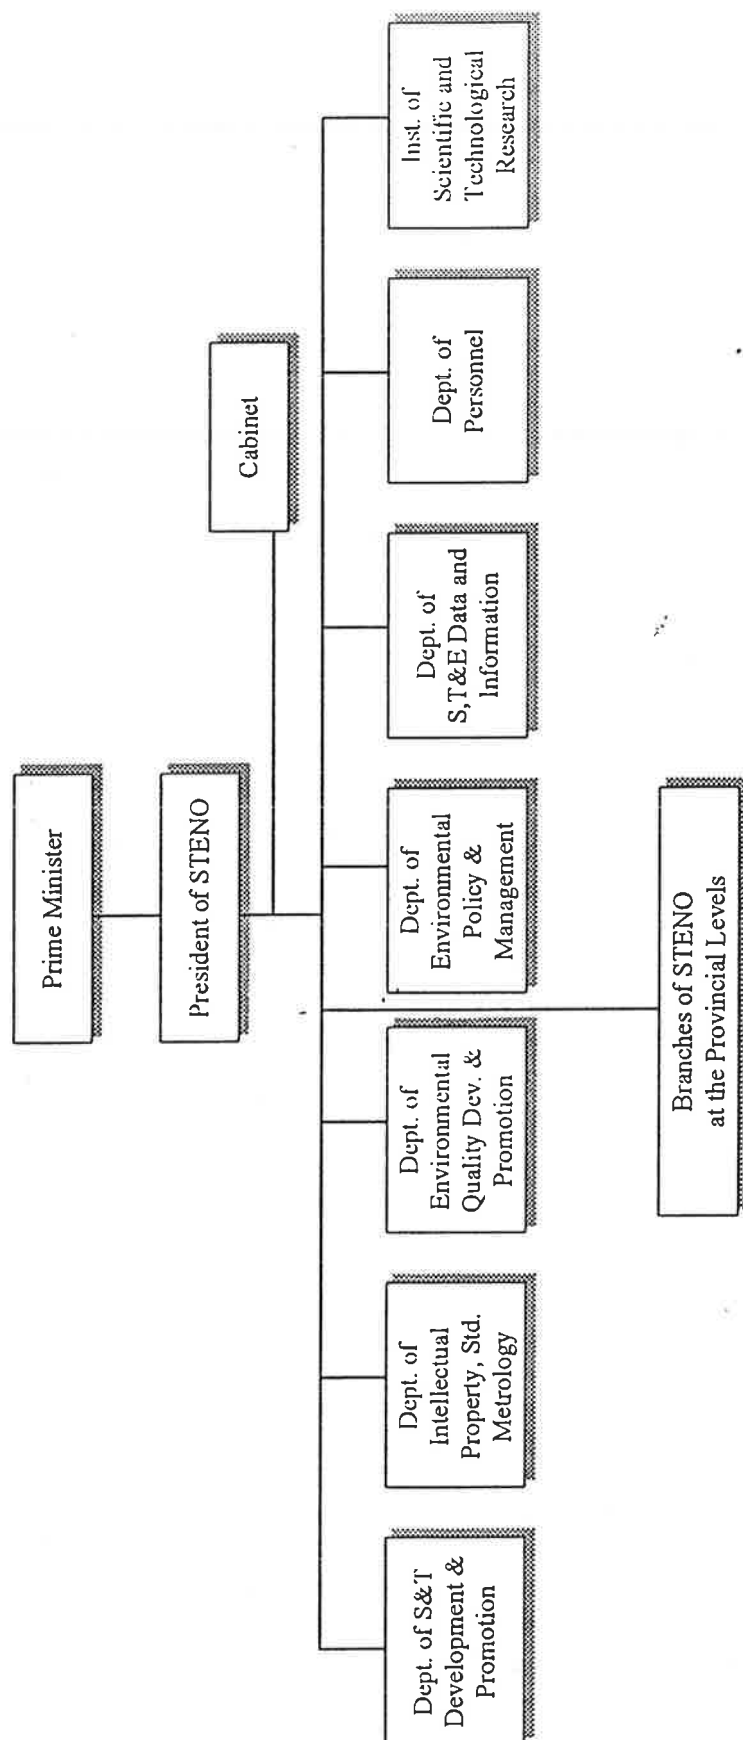 Prime Minister
President of STENO
Cabinet
Dept. of S&T
Development &
Promotion
Dept. of
Intellectual
Property, Std.
Metrology
Dept. of
Environmental
Quality Dev. &
Promotion
Dept. of
Environmental
Policy &
Management
Dept. of
S,T&E Data and
Information
Dept. of
Personnel
Inst. of
Scientific and
Technological
Research
Branches of STENO
at the Provincial Levels